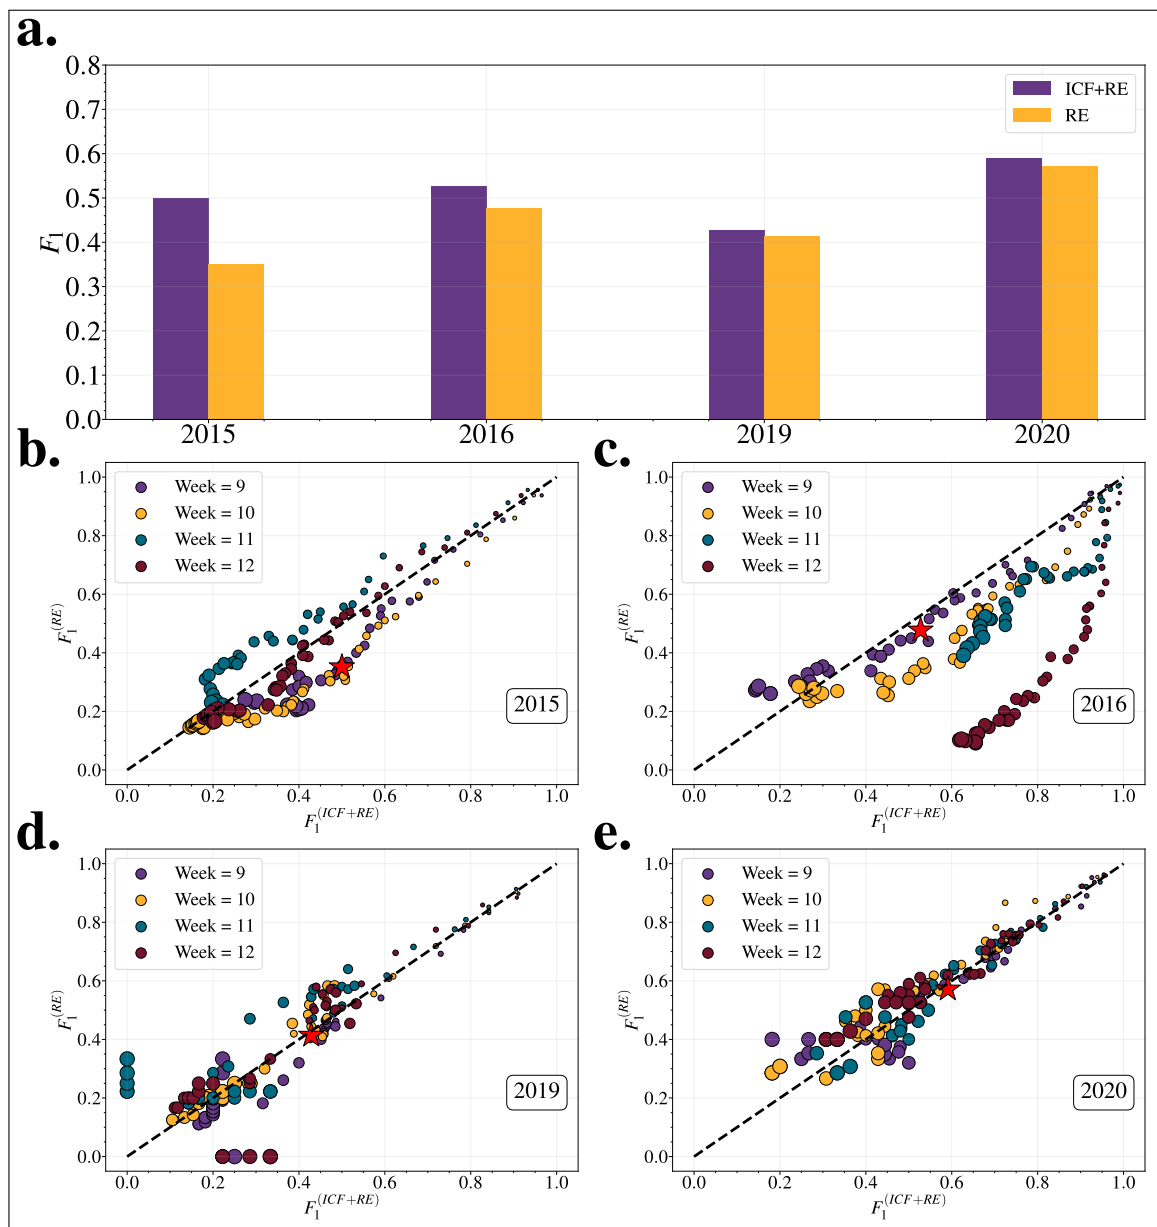 a.
0.8
0.7
0.6
0.5
0.4
0.3
0.2
0.1
0.0
F1
ICF+RE
RE
2015 2016 2019 2020
b.
1.0
0.8
0.6
0.4
0.2
0.0
F1(RE)
Week = 9
Week = 10
Week = 11
Week = 12
2015
0.0 0.2 0.4 0.6 0.8 1.0
F1(ICF+RE)
c.
1.0
0.8
0.6
0.4
0.2
0.0
F1(RE)
Week = 9
Week = 10
Week = 11
Week = 12
2016
0.0 0.2 0.4 0.6 0.8 1.0
F1(ICF+RE)
d.
1.0
0.8
0.6
0.4
0.2
0.0
F1(RE)
Week = 9
Week = 10
Week = 11
Week = 12
2019
0.0 0.2 0.4 0.6 0.8 1.0
F1(ICF+RE)
e.
1.0
0.8
0.6
0.4
0.2
0.0
F1(RE)
Week = 9
Week = 10
Week = 11
Week = 12
2020
0.0 0.2 0.4 0.6 0.8 1.0
F1(ICF+RE)